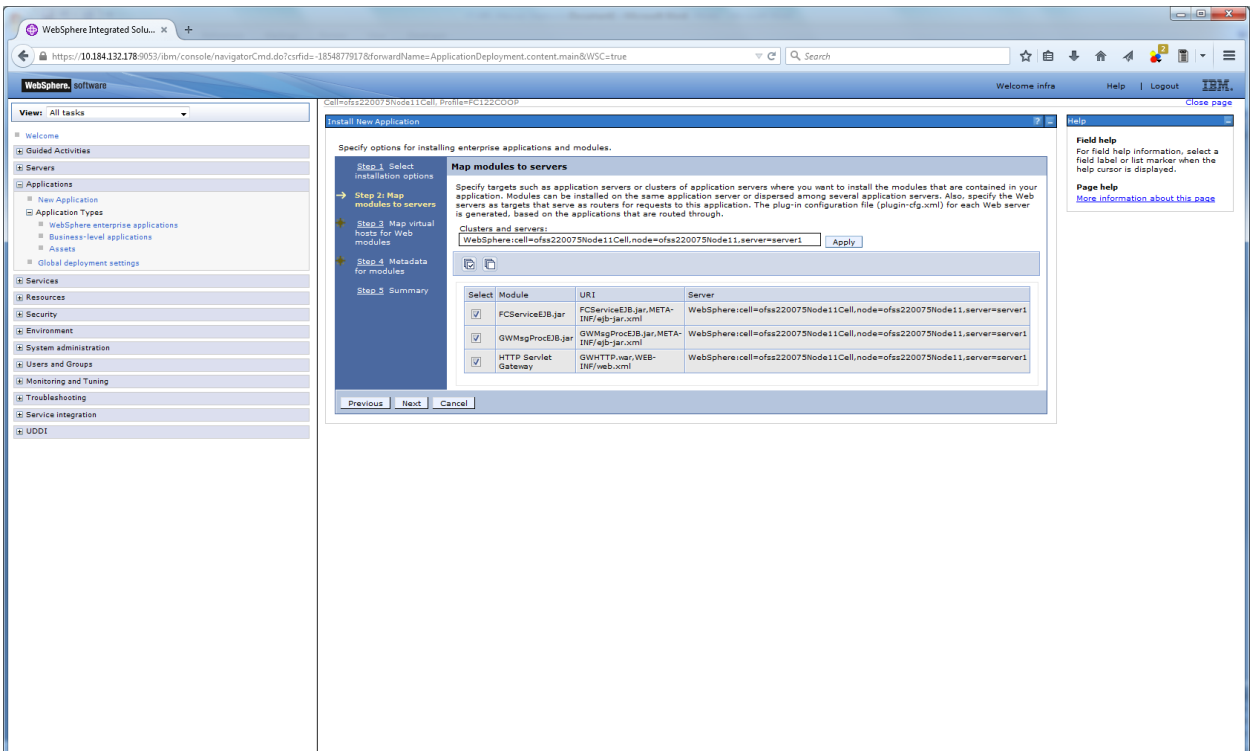 WebSphere Integrated Solu... × +
https://10.184.132.178:9053/ibm/console/navigatorCmd.do?csrfid=-1854877917&forwardName=ApplicationDeployment.content.main&WSC=true
Search
2
WebSphere. software
Welcome infra
Help | Logout
IBM.
View: All tasks
Welcome
Guided Activities
Servers
Applications
New Application
Application Types
WebSphere enterprise applications
Business-level applications
Assets
Global deployment settings
Services
Resources
Security
Environment
System administration
Users and Groups
Monitoring and Tuning
Troubleshooting
Service integration
UDDI
Cell=ofss220075Node11Cell, Profile=FC122COOP
Close page
Install New Application
?
Specify options for installing enterprise applications and modules.
Step 1 Select
installation options
Step 2: Map
modules to servers
Step 3 Map virtual
hosts for Web
modules
Step 4 Metadata
for modules
Step 5 Summary
Map modules to servers
Specify targets such as application servers or clusters of application servers where you want to install the modules that are contained in your
application. Modules can be installed on the same application server or dispersed among several application servers. Also, specify the Web
servers as targets that serve as routers for requests to this application. The plug-in configuration file (plugin-cfg.xml) for each Web server
is generated, based on the applications that are routed through.
Clusters and servers:
WebSphere:cell=ofss220075Node11Cell,node=ofss220075Node11,server=server1
Apply
Select Module URI Server
FCServiceEJB.jar FCServiceEJB.jar,META-INF/ejb-jar.xml WebSphere:cell=ofss220075Node11Cell,node=ofss220075Node11,server=server1
GWMsgProcEJB.jar GWMsgProcEJB.jar,META-INF/ejb-jar.xml WebSphere:cell=ofss220075Node11Cell,node=ofss220075Node11,server=server1
HTTP Servlet Gateway GWHTTP.war,WEB-INF/web.xml WebSphere:cell=ofss220075Node11Cell,node=ofss220075Node11,server=server1
Previous Next Cancel
Help
Field help
For field help information, select a
field label or list marker when the
help cursor is displayed.
Page help
More information about this page